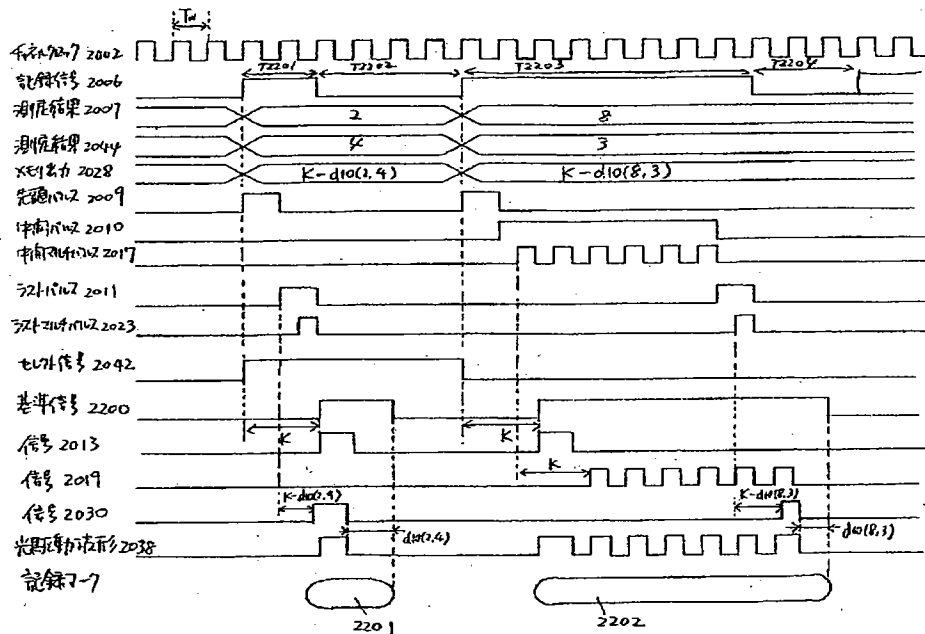 Tw
チャネルクロック 2002
T2201 T2202 T2203 T2204
記録信号 2006
測定結果 2007 2 8
測定結果 2044 4 3
メモリ出力 2028 K-d10(2,4) K-d10(8,3)
先頭パルス 2009
中間パルス 2010
中間マルチパルス 2017
ラストパルス 2011
ラストマルチパルス 2023
セレクト信号 2042
基準信号 2200
K K
信号 2013
信号 2019 K
K-d10(2,4) K-d10(8,3)
信号 2030
d10(2,4) d10(8,3)
光駆動波形 2038
記録マーク
2201 2202